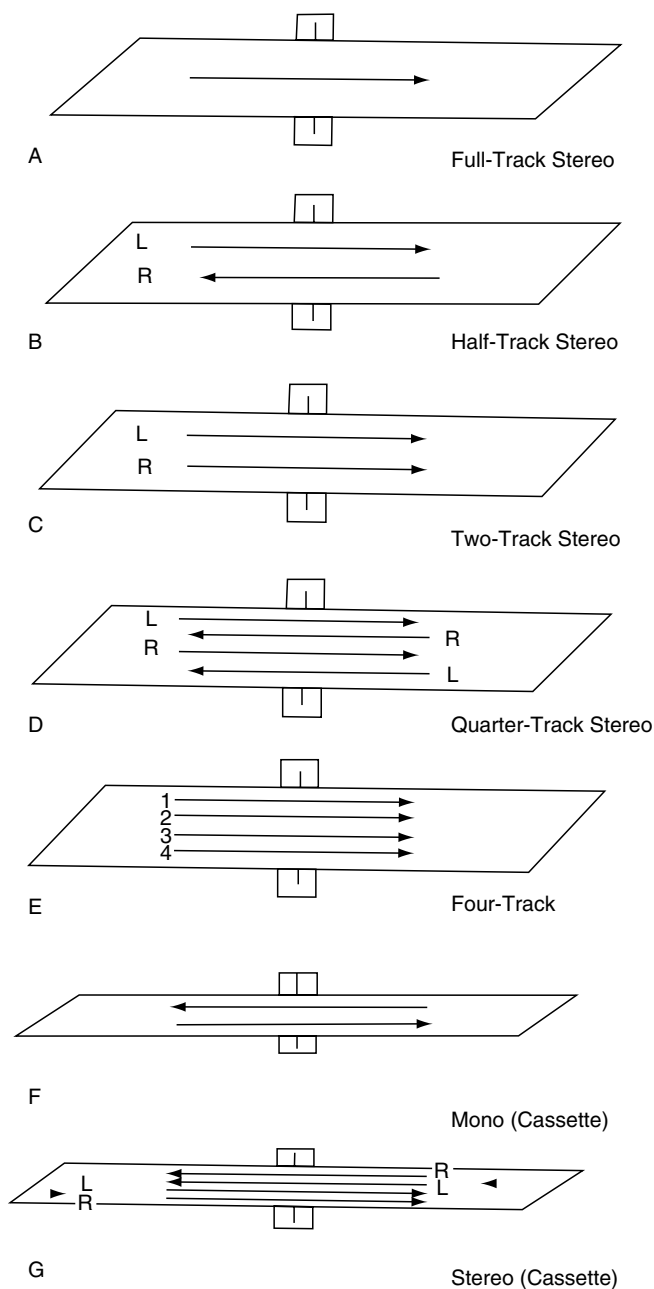 A
Full-Track Stereo
L
R
B
Half-Track Stereo
L
R
C
Two-Track Stereo
L
R
R
L
D
Quarter-Track Stereo
1
2
3
4
E
Four-Track
F
Mono (Cassette)
R
L L
R
G
Stereo (Cassette)